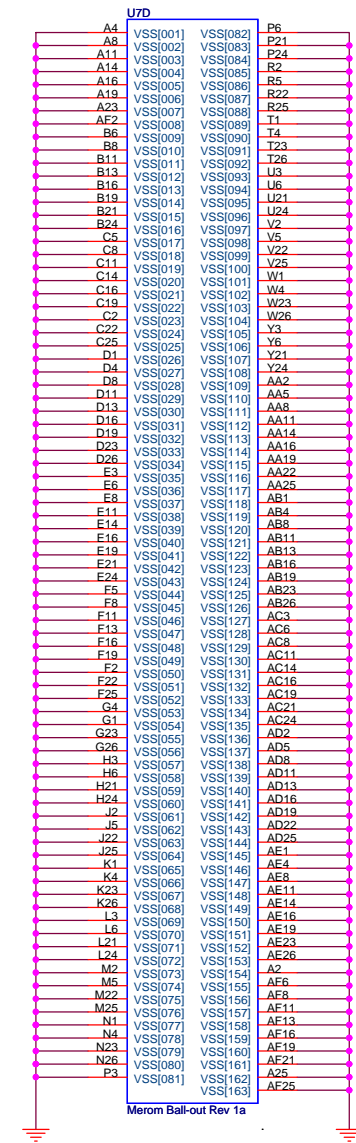 U7D
A4 VSS[001] VSS[082] P6
A8 VSS[002] VSS[083] P21
A11 VSS[003] VSS[084] P24
A14 VSS[004] VSS[085] R2
A16 VSS[005] VSS[086] R5
A19 VSS[006] VSS[087] R22
A23 VSS[007] VSS[088] R25
AF2 VSS[008] VSS[089] T1
B6 VSS[009] VSS[090] T4
B8 VSS[010] VSS[091] T23
B11 VSS[011] VSS[092] T26
B13 VSS[012] VSS[093] U3
B16 VSS[013] VSS[094] U6
B19 VSS[014] VSS[095] U21
B21 VSS[015] VSS[096] U24
B24 VSS[016] VSS[097] V2
C5 VSS[017] VSS[098] V5
C8 VSS[018] VSS[099] V22
C11 VSS[019] VSS[100] V25
C14 VSS[020] VSS[101] W1
C16 VSS[021] VSS[102] W4
C19 VSS[022] VSS[103] W23
C2 VSS[023] VSS[104] W26
C22 VSS[024] VSS[105] Y3
C25 VSS[025] VSS[106] Y6
D1 VSS[026] VSS[107] Y21
D4 VSS[027] VSS[108] Y24
D8 VSS[028] VSS[109] AA2
D11 VSS[029] VSS[110] AA5
D13 VSS[030] VSS[111] AA8
D16 VSS[031] VSS[112] AA11
D19 VSS[032] VSS[113] AA14
D23 VSS[033] VSS[114] AA16
D26 VSS[034] VSS[115] AA19
E3 VSS[035] VSS[116] AA22
E6 VSS[036] VSS[117] AA25
E8 VSS[037] VSS[118] AB1
E11 VSS[038] VSS[119] AB4
E14 VSS[039] VSS[120] AB8
E16 VSS[040] VSS[121] AB11
E19 VSS[041] VSS[122] AB13
E21 VSS[042] VSS[123] AB16
E24 VSS[043] VSS[124] AB19
F5 VSS[044] VSS[125] AB23
F8 VSS[045] VSS[126] AB26
F11 VSS[046] VSS[127] AC3
F13 VSS[047] VSS[128] AC6
F16 VSS[048] VSS[129] AC8
F19 VSS[049] VSS[130] AC11
F2 VSS[050] VSS[131] AC14
F22 VSS[051] VSS[132] AC16
F25 VSS[052] VSS[133] AC19
G4 VSS[053] VSS[134] AC21
G1 VSS[054] VSS[135] AC24
G23 VSS[055] VSS[136] AD2
G26 VSS[056] VSS[137] AD5
H3 VSS[057] VSS[138] AD8
H6 VSS[058] VSS[139] AD11
H21 VSS[059] VSS[140] AD13
H24 VSS[060] VSS[141] AD16
J2 VSS[061] VSS[142] AD19
J5 VSS[062] VSS[143] AD22
J22 VSS[063] VSS[144] AD25
J25 VSS[064] VSS[145] AE1
K1 VSS[065] VSS[146] AE4
K4 VSS[066] VSS[147] AE8
K23 VSS[067] VSS[148] AE11
K26 VSS[068] VSS[149] AE14
L3 VSS[069] VSS[150] AE16
L6 VSS[070] VSS[151] AE19
L21 VSS[071] VSS[152] AE23
L24 VSS[072] VSS[153] AE26
M2 VSS[073] VSS[154] A2
M5 VSS[074] VSS[155] AF6
M22 VSS[075] VSS[156] AF8
M25 VSS[076] VSS[157] AF11
N1 VSS[077] VSS[158] AF13
N4 VSS[078] VSS[159] AF16
N23 VSS[079] VSS[160] AF19
N26 VSS[080] VSS[161] AF21
P3 VSS[081] VSS[162] A25
VSS[163] AF25
Merom Ball-out Rev 1a
.